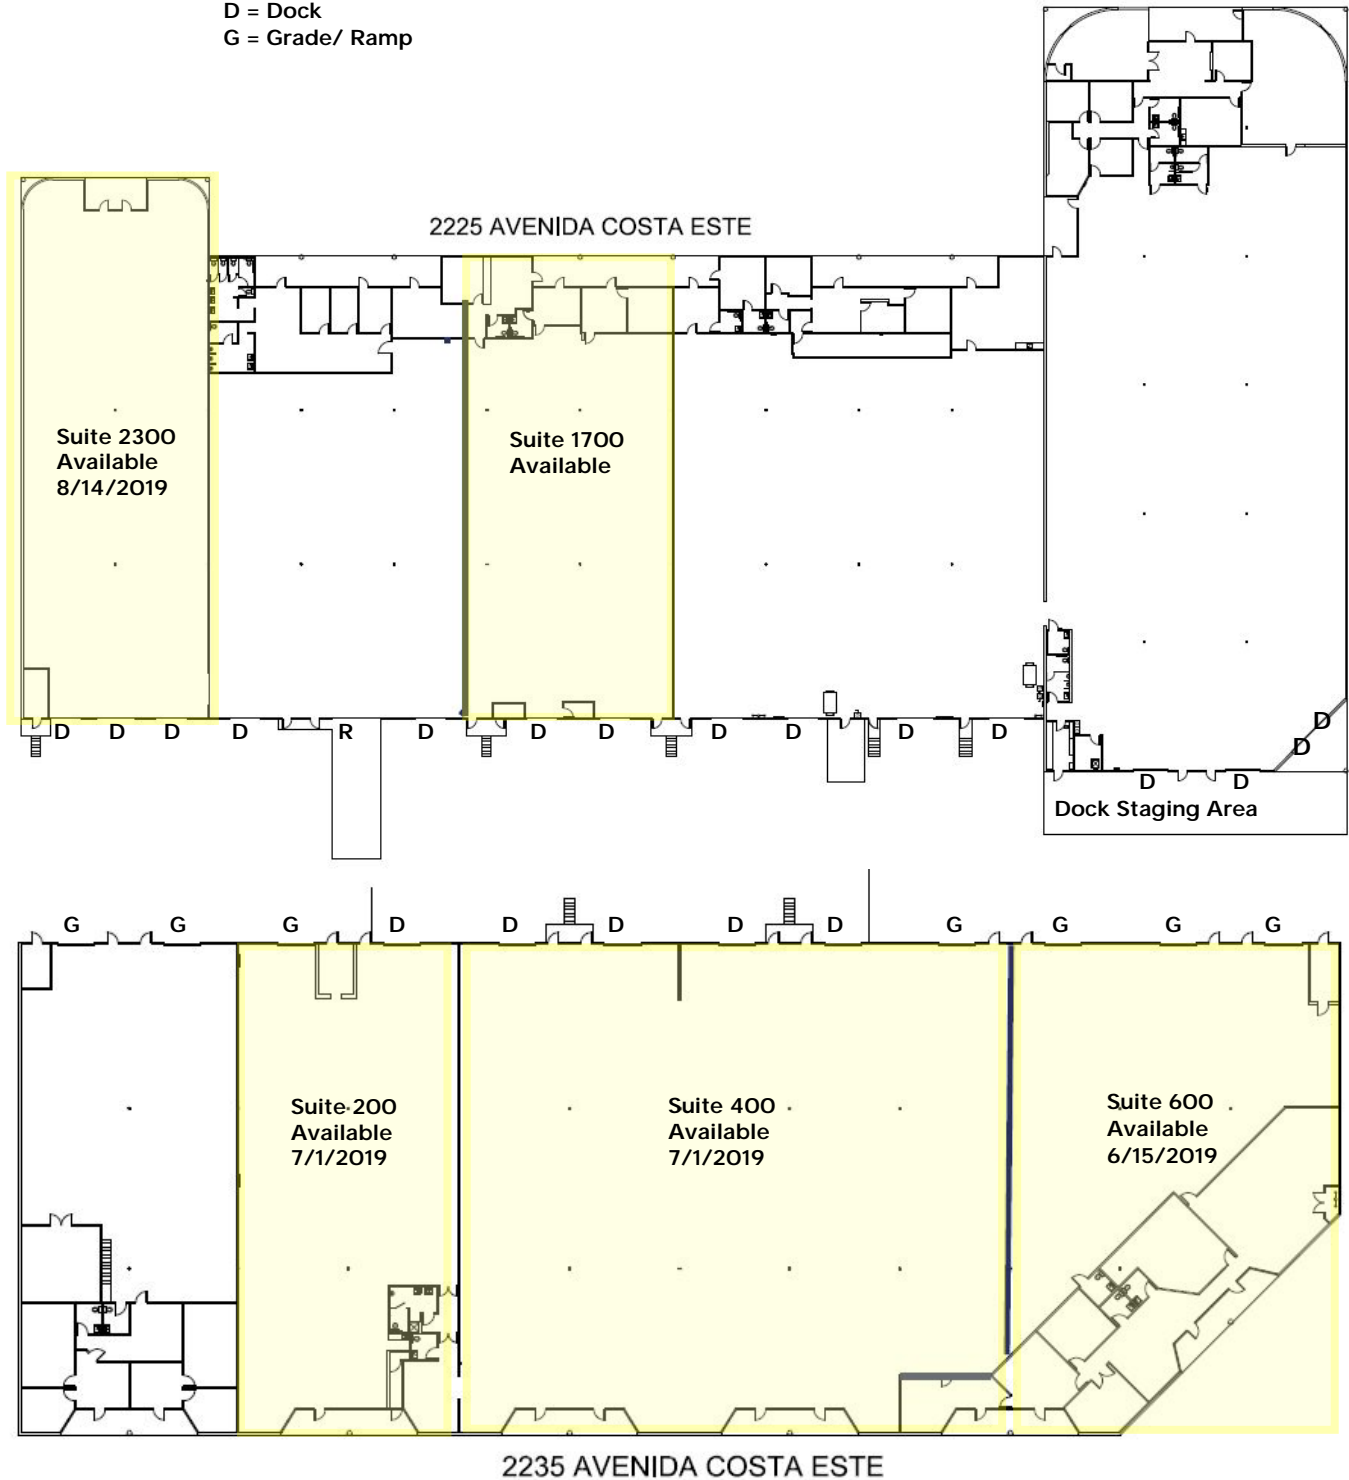 D = Dock
G = Grade/ Ramp
2225 AVENIDA COSTA ESTE
Suite 2300
Available
8/14/2019
Suite 1700
Available
D D D D R D D D D D D D
D
D
D D
Dock Staging Area
G G G D D D D D G G G G
Suite 200
Available
7/1/2019
Suite 400
Available
7/1/2019
Suite 600
Available
6/15/2019
2235 AVENIDA COSTA ESTE